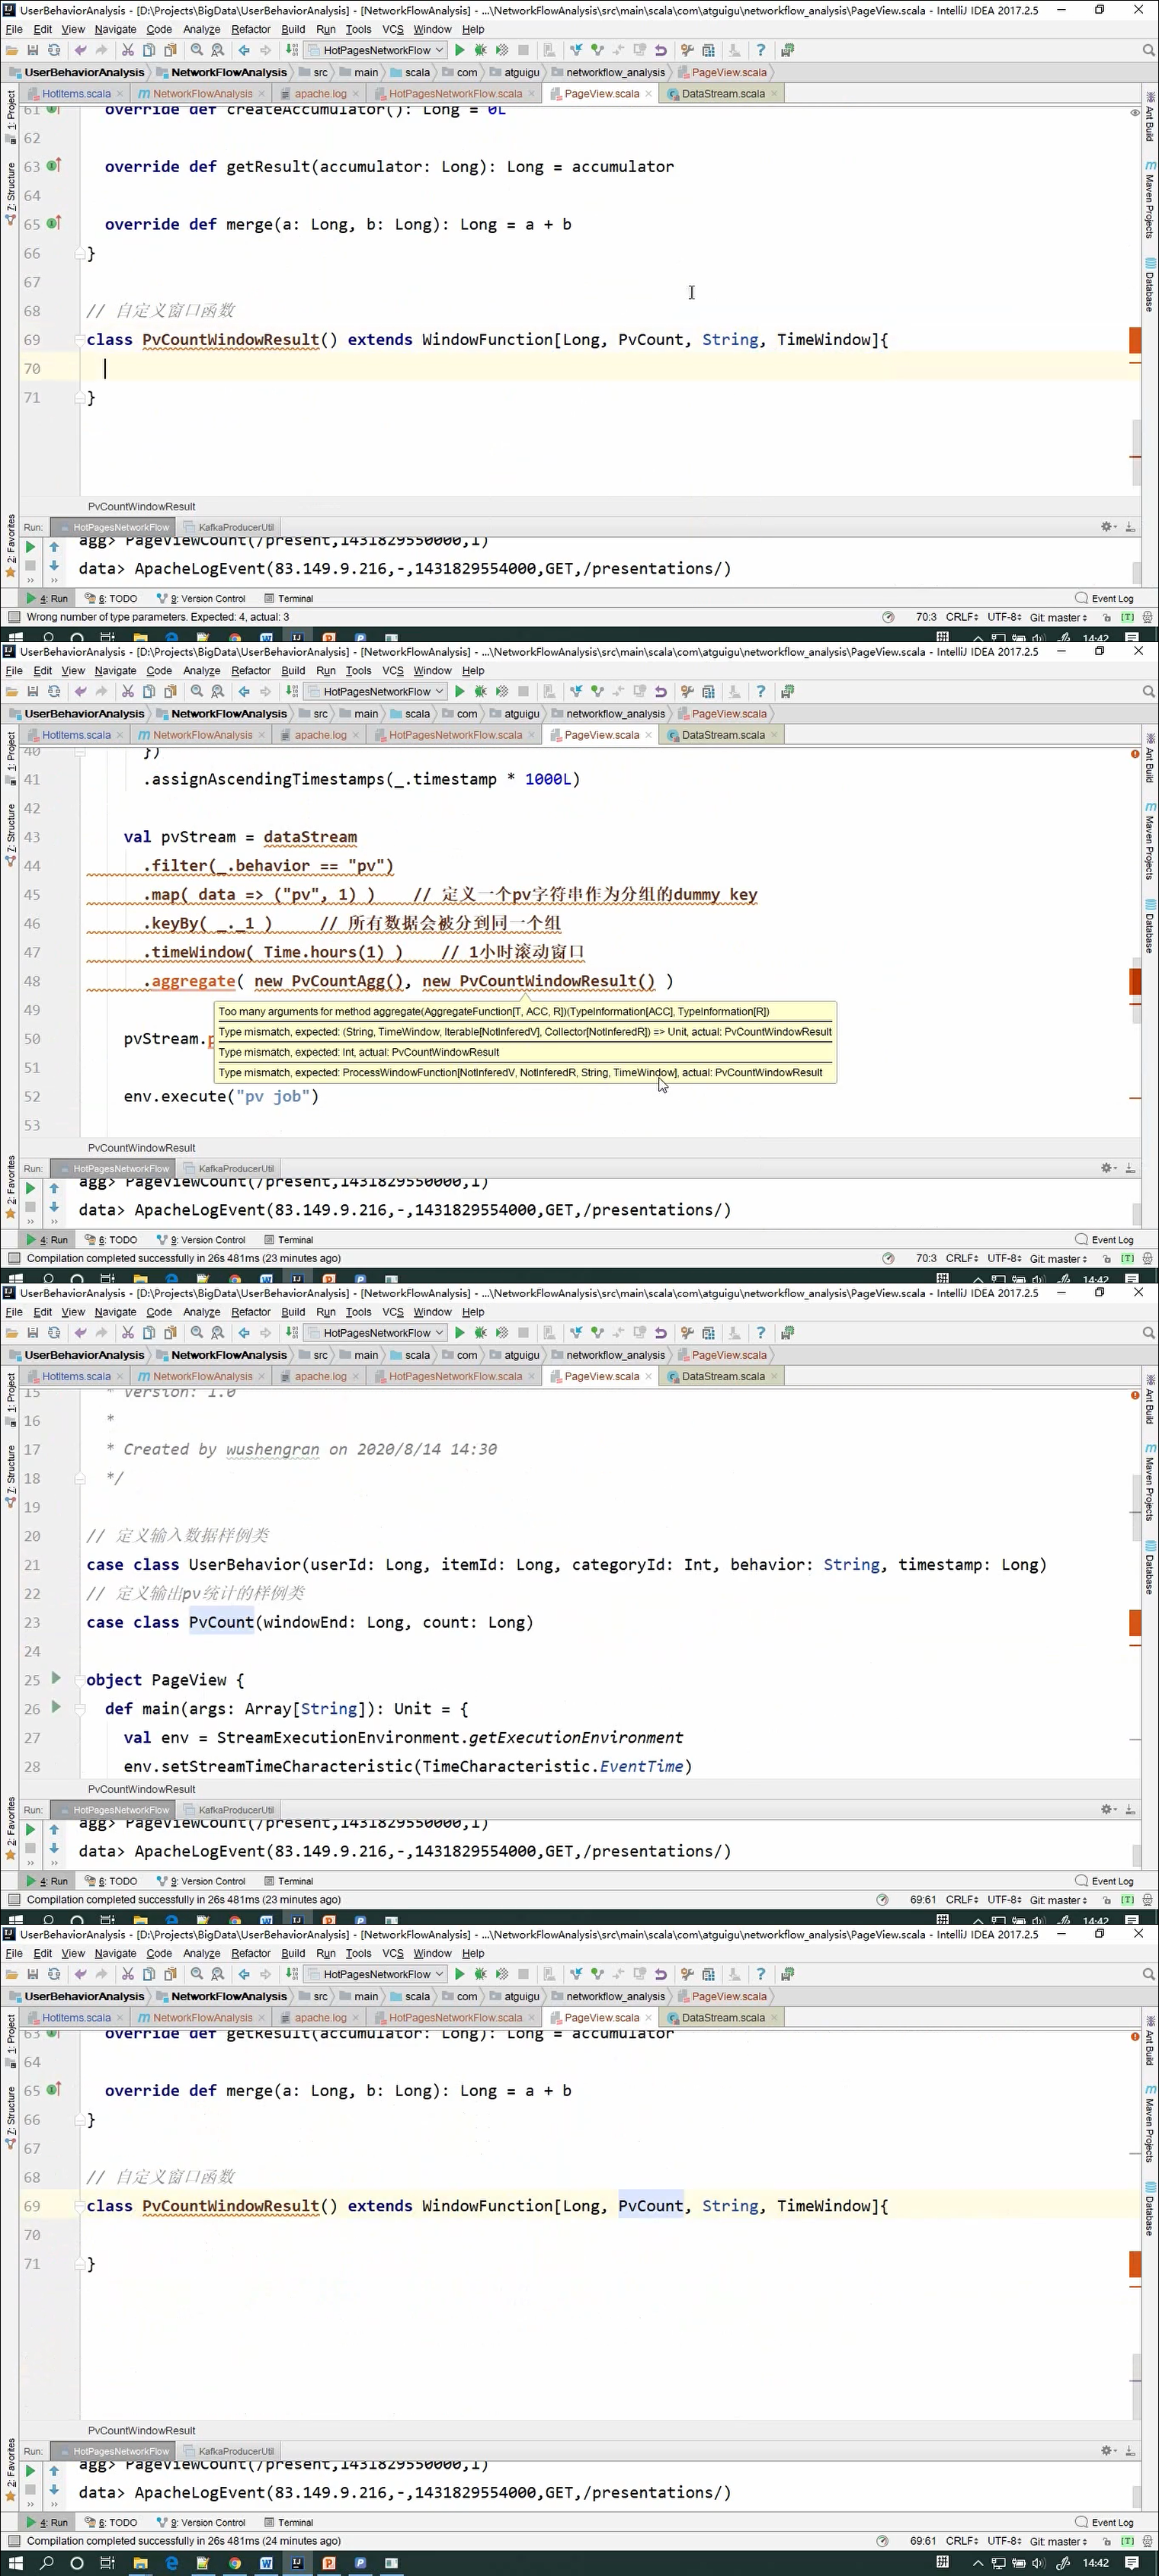 UserBehaviorAnalysis - [D:\Projects\BigData\UserBehaviorAnalysis] - [NetworkFlowAnalysis] - ...\NetworkFlowAnalysis\src\main\scala\com\atguigu\networkflow_analysis\PageView.scala - IntelliJ IDEA 2017.2.5
File Edit View Navigate Code Analyze Refactor Build Run Tools VCS Window Help
HotPagesNetworkFlow
UserBehaviorAnalysis NetworkFlowAnalysis src main scala com atguigu networkflow_analysis PageView.scala
HotItems.scala NetworkFlowAnalysis apache.log HotPagesNetworkFlow.scala PageView.scala DataStream.scala
61 override def createAccumulator(): Long = 0L
62
63 override def getResult(accumulator: Long): Long = accumulator
64
65 override def merge(a: Long, b: Long): Long = a + b
66 }
67
68 // 自定义窗口函数
69 class PvCountWindowResult() extends WindowFunction[Long, PvCount, String, TimeWindow]{
70
71 }
PvCountWindowResult
Run: HotPagesNetworkFlow KafkaProducerUtil
agg> PageViewCount(/present,1431829550000,1)
data> ApacheLogEvent(83.149.9.216,-,1431829554000,GET,/presentations/)
4: Run 6: TODO 9: Version Control Terminal Event Log
Wrong number of type parameters. Expected: 4, actual: 3 70:3 CRLF UTF-8 Git: master
14:42
1: Project
7: Structure
2: Favorites
Ant Build
Maven Projects
Database
UserBehaviorAnalysis - [D:\Projects\BigData\UserBehaviorAnalysis] - [NetworkFlowAnalysis] - ...\NetworkFlowAnalysis\src\main\scala\com\atguigu\networkflow_analysis\PageView.scala - IntelliJ IDEA 2017.2.5
File Edit View Navigate Code Analyze Refactor Build Run Tools VCS Window Help
HotPagesNetworkFlow
UserBehaviorAnalysis NetworkFlowAnalysis src main scala com atguigu networkflow_analysis PageView.scala
HotItems.scala NetworkFlowAnalysis apache.log HotPagesNetworkFlow.scala PageView.scala DataStream.scala
40 })
41 .assignAscendingTimestamps(_.timestamp * 1000L)
42
43 val pvStream = dataStream
44 .filter(_.behavior == "pv")
45 .map( data => ("pv", 1) ) // 定义一个pv字符串作为分组的dummy key
46 .keyBy( _._1 ) // 所有数据会被分到同一个组
47 .timeWindow( Time.hours(1) ) // 1小时滚动窗口
48 .aggregate( new PvCountAgg(), new PvCountWindowResult() )
49
Too many arguments for method aggregate(AggregateFunction[T, ACC, R])(TypeInformation[ACC], TypeInformation[R])
Type mismatch, expected: (String, TimeWindow, Iterable[NotInferedV], Collector[NotInferedR]) => Unit, actual: PvCountWindowResult
50 pvStream.p
Type mismatch, expected: Int, actual: PvCountWindowResult
51
Type mismatch, expected: ProcessWindowFunction[NotInferedV, NotInferedR, String, TimeWindow], actual: PvCountWindowResult
52 env.execute("pv job")
53
PvCountWindowResult
Run: HotPagesNetworkFlow KafkaProducerUtil
agg> PageViewCount(/present,1431829550000,1)
data> ApacheLogEvent(83.149.9.216,-,1431829554000,GET,/presentations/)
4: Run 6: TODO 9: Version Control Terminal Event Log
Compilation completed successfully in 26s 481ms (23 minutes ago) 70:3 CRLF UTF-8 Git: master
14:42
1: Project
7: Structure
2: Favorites
Ant Build
Maven Projects
Database
UserBehaviorAnalysis - [D:\Projects\BigData\UserBehaviorAnalysis] - [NetworkFlowAnalysis] - ...\NetworkFlowAnalysis\src\main\scala\com\atguigu\networkflow_analysis\PageView.scala - IntelliJ IDEA 2017.2.5
File Edit View Navigate Code Analyze Refactor Build Run Tools VCS Window Help
HotPagesNetworkFlow
UserBehaviorAnalysis NetworkFlowAnalysis src main scala com atguigu networkflow_analysis PageView.scala
HotItems.scala NetworkFlowAnalysis apache.log HotPagesNetworkFlow.scala PageView.scala DataStream.scala
15 * Version: 1.0
16 *
17 * Created by wushengran on 2020/8/14 14:30
18 */
19
20 // 定义输入数据样例类
21 case class UserBehavior(userId: Long, itemId: Long, categoryId: Int, behavior: String, timestamp: Long)
22 // 定义输出pv统计的样例类
23 case class PvCount(windowEnd: Long, count: Long)
24
25 object PageView {
26 def main(args: Array[String]): Unit = {
27 val env = StreamExecutionEnvironment.getExecutionEnvironment
28 env.setStreamTimeCharacteristic(TimeCharacteristic.EventTime)
PvCountWindowResult
Run: HotPagesNetworkFlow KafkaProducerUtil
agg> PageViewCount(/present,1431829550000,1)
data> ApacheLogEvent(83.149.9.216,-,1431829554000,GET,/presentations/)
4: Run 6: TODO 9: Version Control Terminal Event Log
Compilation completed successfully in 26s 481ms (23 minutes ago) 69:61 CRLF UTF-8 Git: master
14:42
1: Project
7: Structure
2: Favorites
Ant Build
Maven Projects
Database
UserBehaviorAnalysis - [D:\Projects\BigData\UserBehaviorAnalysis] - [NetworkFlowAnalysis] - ...\NetworkFlowAnalysis\src\main\scala\com\atguigu\networkflow_analysis\PageView.scala - IntelliJ IDEA 2017.2.5
File Edit View Navigate Code Analyze Refactor Build Run Tools VCS Window Help
HotPagesNetworkFlow
UserBehaviorAnalysis NetworkFlowAnalysis src main scala com atguigu networkflow_analysis PageView.scala
HotItems.scala NetworkFlowAnalysis apache.log HotPagesNetworkFlow.scala PageView.scala DataStream.scala
63 override def getResult(accumulator: Long): Long = accumulator
64
65 override def merge(a: Long, b: Long): Long = a + b
66 }
67
68 // 自定义窗口函数
69 class PvCountWindowResult() extends WindowFunction[Long, PvCount, String, TimeWindow]{
70
71 }
PvCountWindowResult
Run: HotPagesNetworkFlow KafkaProducerUtil
agg> PageViewCount(/present,1431829550000,1)
data> ApacheLogEvent(83.149.9.216,-,1431829554000,GET,/presentations/)
4: Run 6: TODO 9: Version Control Terminal Event Log
Compilation completed successfully in 26s 481ms (24 minutes ago) 69:61 CRLF UTF-8 Git: master
14:42
1: Project
7: Structure
2: Favorites
Ant Build
Maven Projects
Database